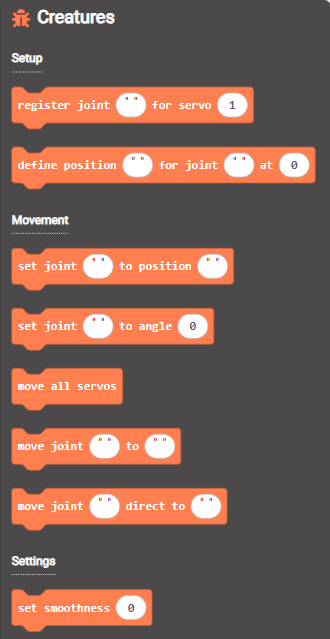 Creatures
Setup
register joint " " for servo 1
define position " " for joint " " at 0
Movement
set joint " " to position " "
set joint " " to angle 0
move all servos
move joint " " to " "
move joint " " direct to " "
Settings
set smoothness 0